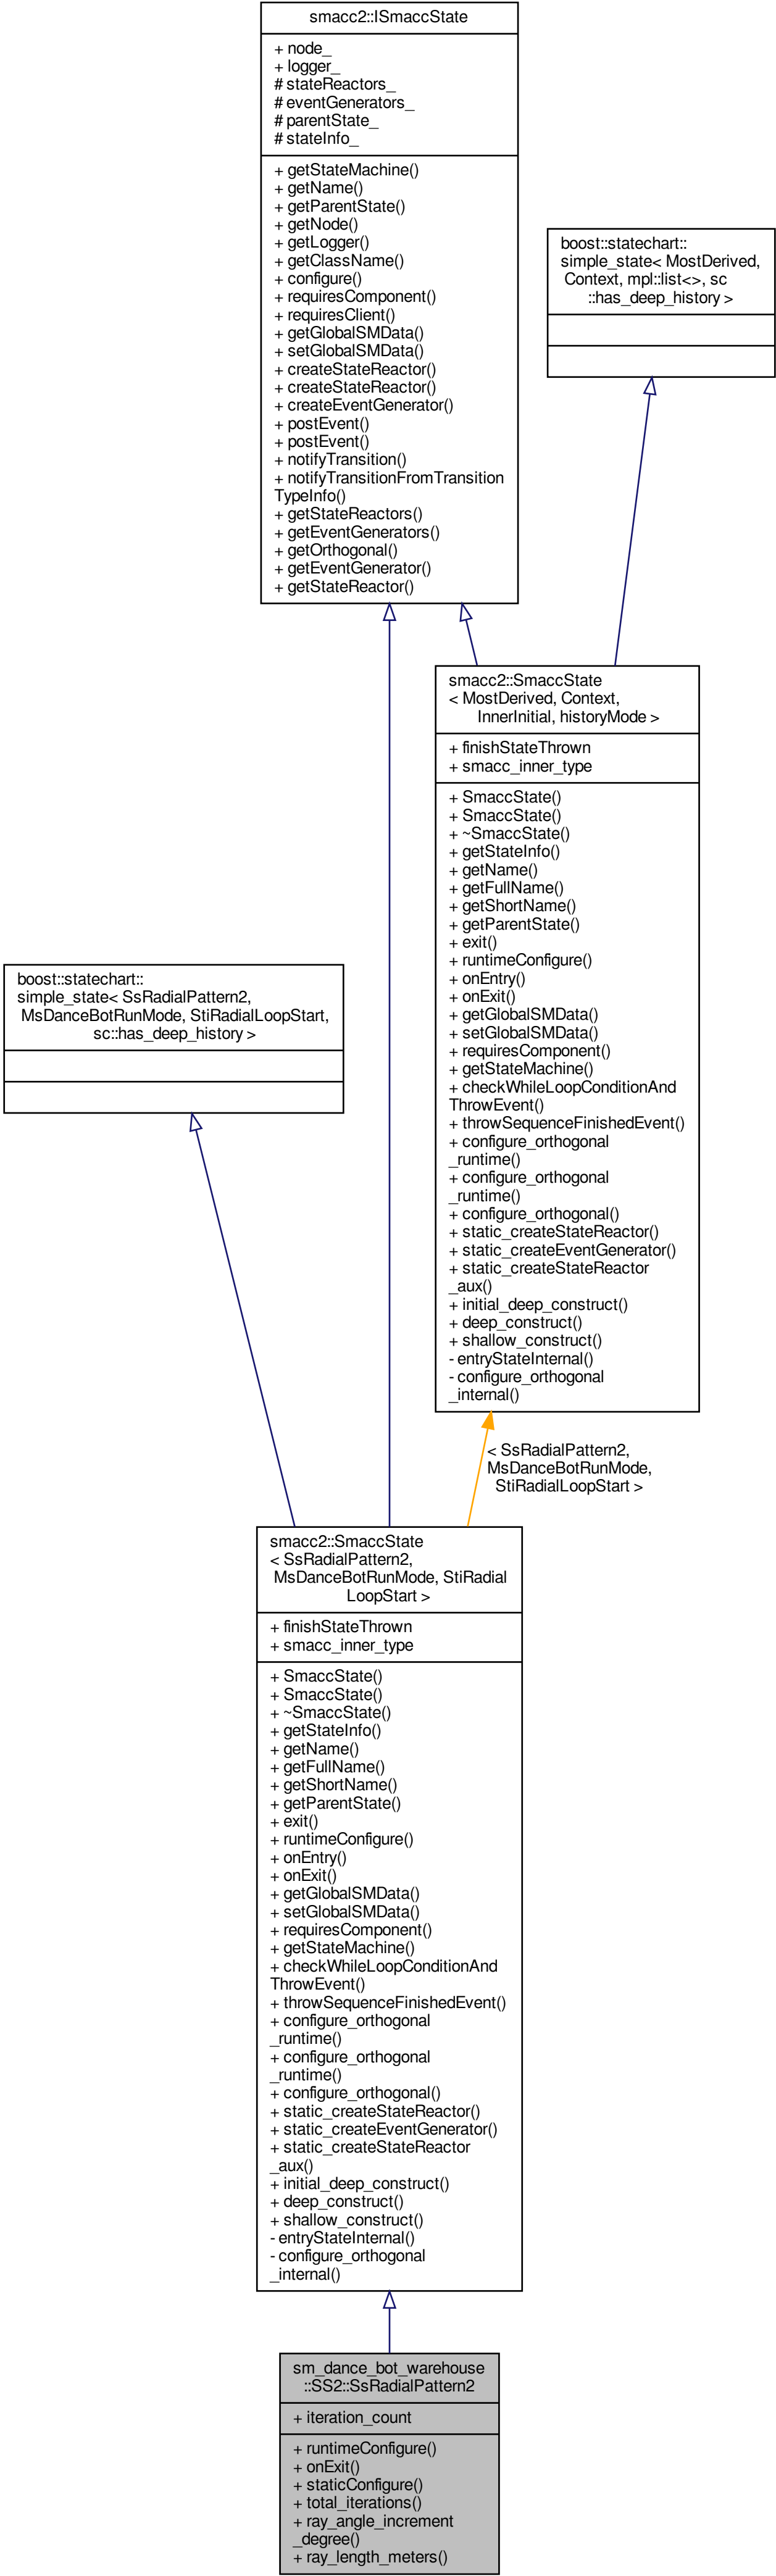 smacc2::ISmaccState
+ node_
+ logger_
# stateReactors_
# eventGenerators_
# parentState_
# stateInfo_
+ getStateMachine()
+ getName()
+ getParentState()
+ getNode()
+ getLogger()
+ getClassName()
+ configure()
+ requiresComponent()
+ requiresClient()
+ getGlobalSMData()
+ setGlobalSMData()
+ createStateReactor()
+ createStateReactor()
+ createEventGenerator()
+ postEvent()
+ postEvent()
+ notifyTransition()
+ notifyTransitionFromTransition
TypeInfo()
+ getStateReactors()
+ getEventGenerators()
+ getOrthogonal()
+ getEventGenerator()
+ getStateReactor()
boost::statechart::
simple_state< MostDerived,
Context, mpl::list<>, sc
::has_deep_history >
smacc2::SmaccState
< MostDerived, Context,
InnerInitial, historyMode >
+ finishStateThrown
+ smacc_inner_type
+ SmaccState()
+ SmaccState()
+ ~SmaccState()
+ getStateInfo()
+ getName()
+ getFullName()
+ getShortName()
+ getParentState()
+ exit()
+ runtimeConfigure()
+ onEntry()
+ onExit()
+ getGlobalSMData()
+ setGlobalSMData()
+ requiresComponent()
+ getStateMachine()
+ checkWhileLoopConditionAnd
ThrowEvent()
+ throwSequenceFinishedEvent()
+ configure_orthogonal
_runtime()
+ configure_orthogonal
_runtime()
+ configure_orthogonal()
+ static_createStateReactor()
+ static_createEventGenerator()
+ static_createStateReactor
_aux()
+ initial_deep_construct()
+ deep_construct()
+ shallow_construct()
- entryStateInternal()
- configure_orthogonal
_internal()
boost::statechart::
simple_state< SsRadialPattern2,
MsDanceBotRunMode, StiRadialLoopStart,
sc::has_deep_history >
< SsRadialPattern2,
MsDanceBotRunMode,
StiRadialLoopStart >
smacc2::SmaccState
< SsRadialPattern2,
MsDanceBotRunMode, StiRadial
LoopStart >
+ finishStateThrown
+ smacc_inner_type
+ SmaccState()
+ SmaccState()
+ ~SmaccState()
+ getStateInfo()
+ getName()
+ getFullName()
+ getShortName()
+ getParentState()
+ exit()
+ runtimeConfigure()
+ onEntry()
+ onExit()
+ getGlobalSMData()
+ setGlobalSMData()
+ requiresComponent()
+ getStateMachine()
+ checkWhileLoopConditionAnd
ThrowEvent()
+ throwSequenceFinishedEvent()
+ configure_orthogonal
_runtime()
+ configure_orthogonal
_runtime()
+ configure_orthogonal()
+ static_createStateReactor()
+ static_createEventGenerator()
+ static_createStateReactor
_aux()
+ initial_deep_construct()
+ deep_construct()
+ shallow_construct()
- entryStateInternal()
- configure_orthogonal
_internal()
sm_dance_bot_warehouse
::SS2::SsRadialPattern2
+ iteration_count
+ runtimeConfigure()
+ onExit()
+ staticConfigure()
+ total_iterations()
+ ray_angle_increment
_degree()
+ ray_length_meters()